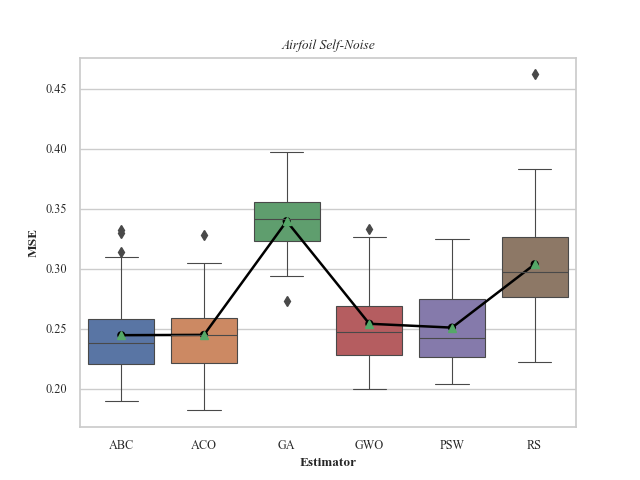 Airfoil Self-Noise
0.45
0.40
0.35
0.30
0.25
0.20
MSE
ABC ACO GA GWO PSW RS
Estimator